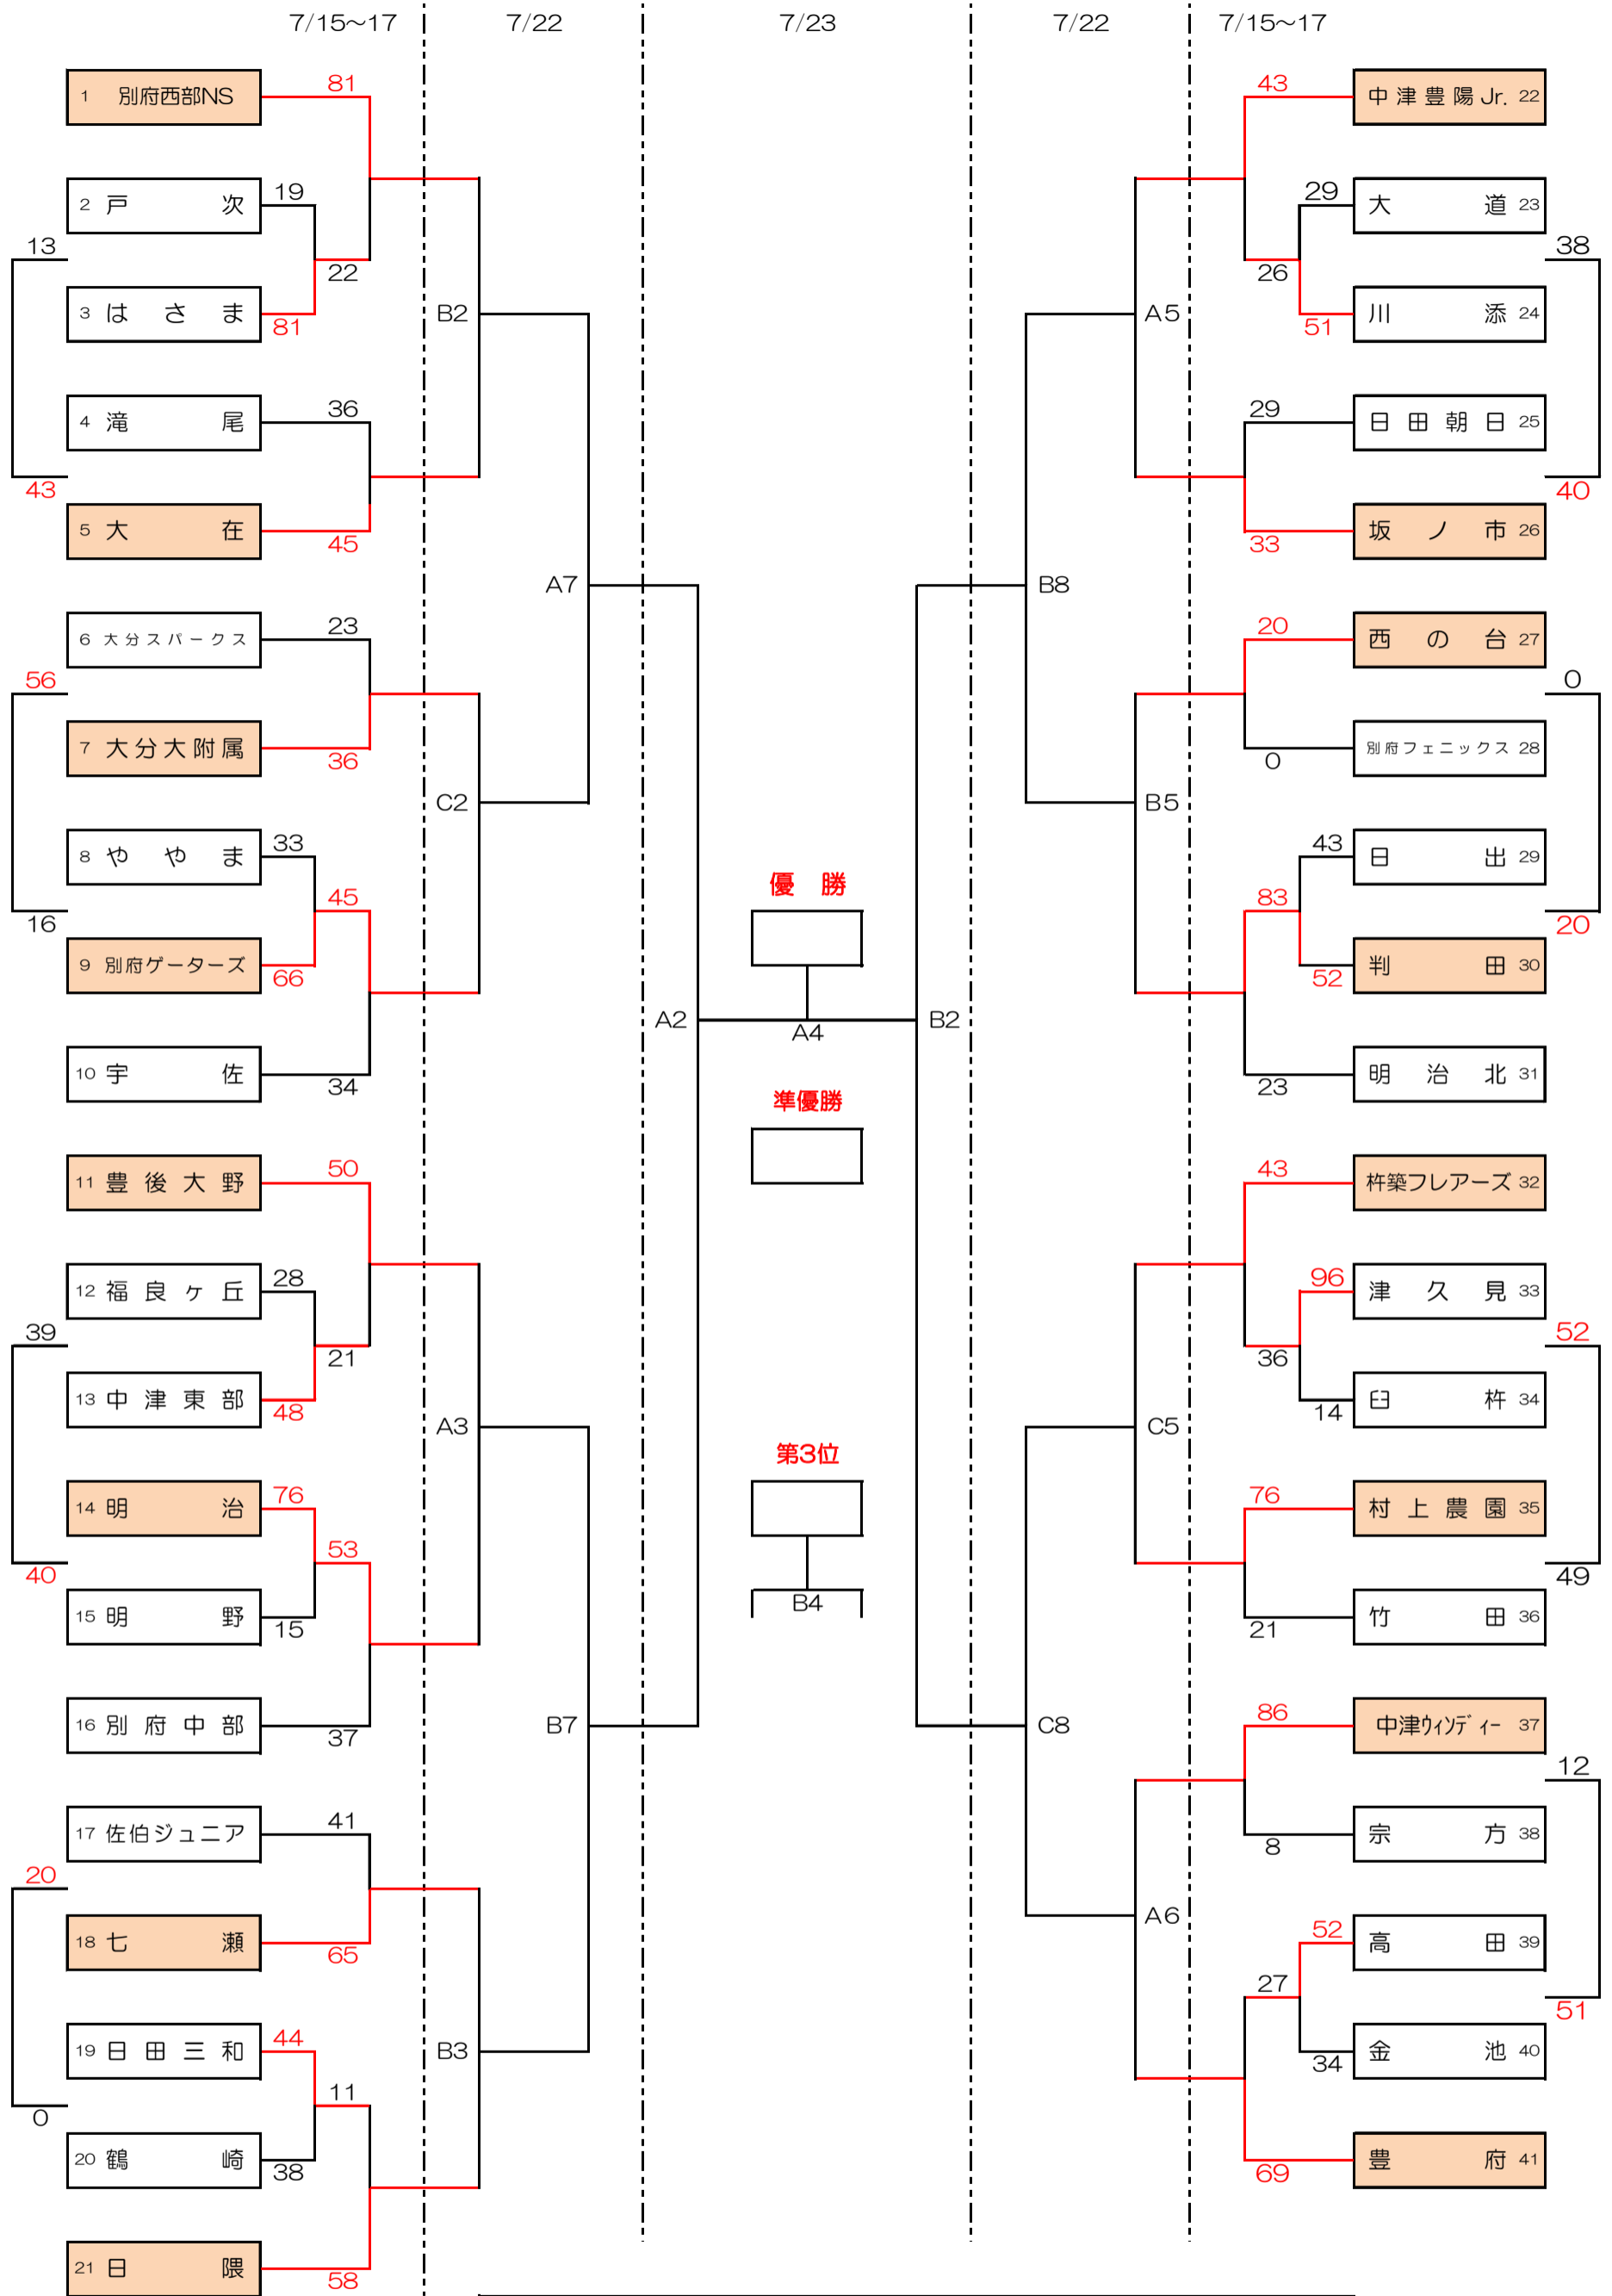 7/15～17 7/22 7/23 7/22 7/15～17
81 43
1 別府西部NS 中津豊陽Jr. 22
19 29
2 戸次 大道 23
13 38
22 26
3 はさま B2 A5 川添 24
81 51
36 29
4 滝尾 日田朝日 25
43 40
5 大在 坂ノ市 26
45 33
A7 B8
23 20
6 大分スパークス 西の台 27
56 0
7 大分大附属 別府フェニックス 28
36 0
C2 B5
33 43
8 ややま 日出 29
優勝
45 83
16 20
9 別府ゲーターズ 判田 30
66 52
A2 A4 B2
10 宇佐 明治北 31
34 23
準優勝
50 43
11 豊後大野 杵築フレアーズ 32
28 96
12 福良ヶ丘 津久見 33
39 52
21 36
13 中津東部 臼杵 34
48 14
A3 C5
第3位
76 76
14 明治 村上農園 35
53
40 49
B4
15 明野 竹田 36
15 21
86
16 別府中部 B7 C8 中津ウィンディー 37
37
12
41
17 佐伯ジュニア 宗方 38
8
20
A6
52
18 七瀬 高田 39
65
27
51
44
19 日田三和 B3 金池 40
34
11
0
20 鶴崎 豊府 41
38 69
21 日隈
58